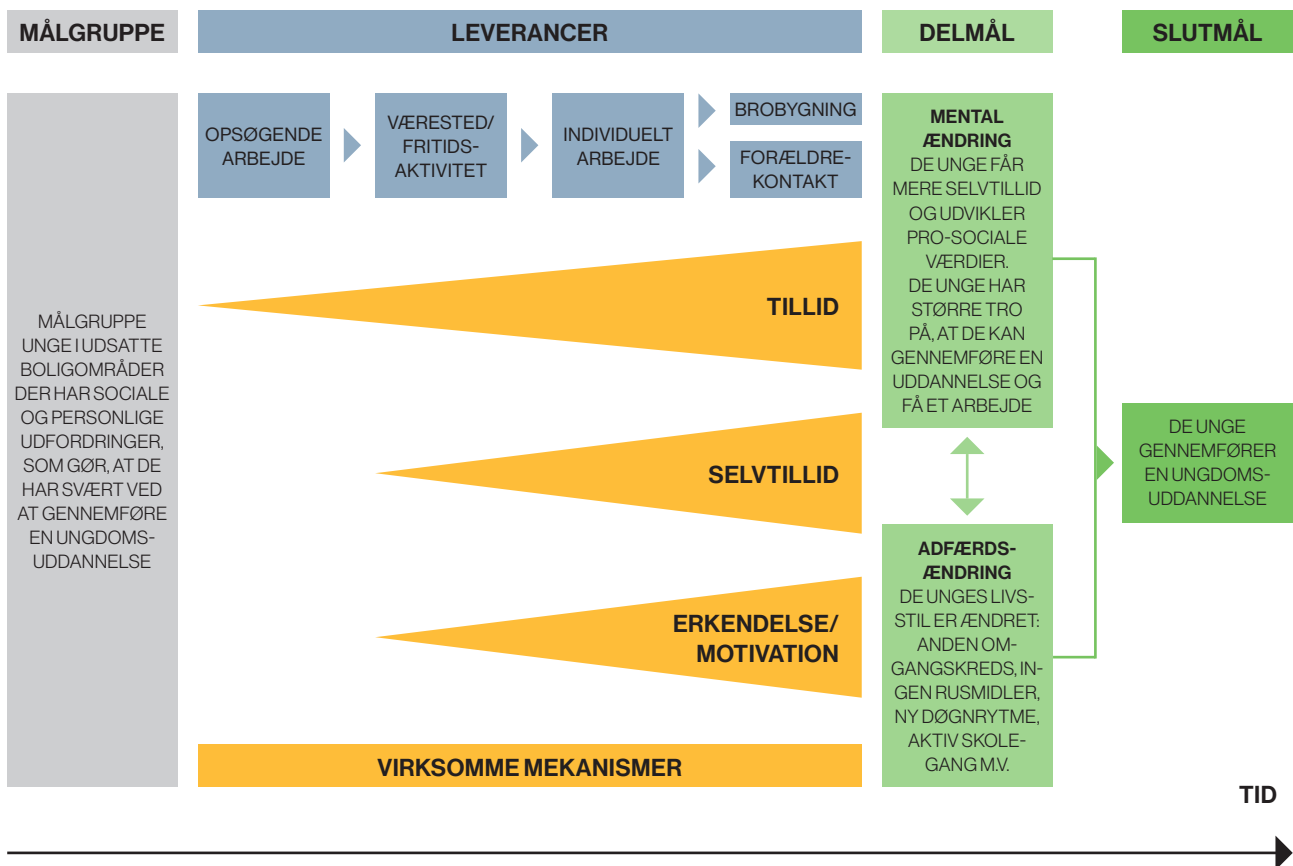 MÅLGRUPPE
LEVERANCER
DELMÅL
SLUTMÅL
MÅLGRUPPE
UNGE I UDSATTE
BOLIGOMRÅDER
DER HAR SOCIALE
OG PERSONLIGE
UDFORDRINGER,
SOM GØR, AT DE
HAR SVÆRT VED
AT GENNEMFØRE
EN UNGDOMS-
UDDANNELSE
OPSØGENDE
ARBEJDE
VÆRESTED/
FRITIDS-
AKTIVITET
INDIVIDUELT
ARBEJDE
BROBYGNING
FORÆLDRE-
KONTAKT
TILLID
SELVTILLID
ERKENDELSE/
MOTIVATION
VIRKSOMME MEKANISMER
MENTAL
ÆNDRING
DE UNGE FÅR
MERE SELVTILLID
OG UDVIKLER
PRO-SOCIALE
VÆRDIER.
DE UNGE HAR
STØRRE TRO
PÅ, AT DE KAN
GENNEMFØRE EN
UDDANNELSE OG
FÅ ET ARBEJDE
ADFÆRDS-
ÆNDRING
DE UNGES LIVS-
STIL ER ÆNDRET:
ANDEN OM-
GANGSKREDS, IN-
GEN RUSMIDLER,
NY DØGNRYTME,
AKTIV SKOLE-
GANG M.V.
DE UNGE
GENNEMFØRER
EN UNGDOMS-
UDDANNELSE
TID